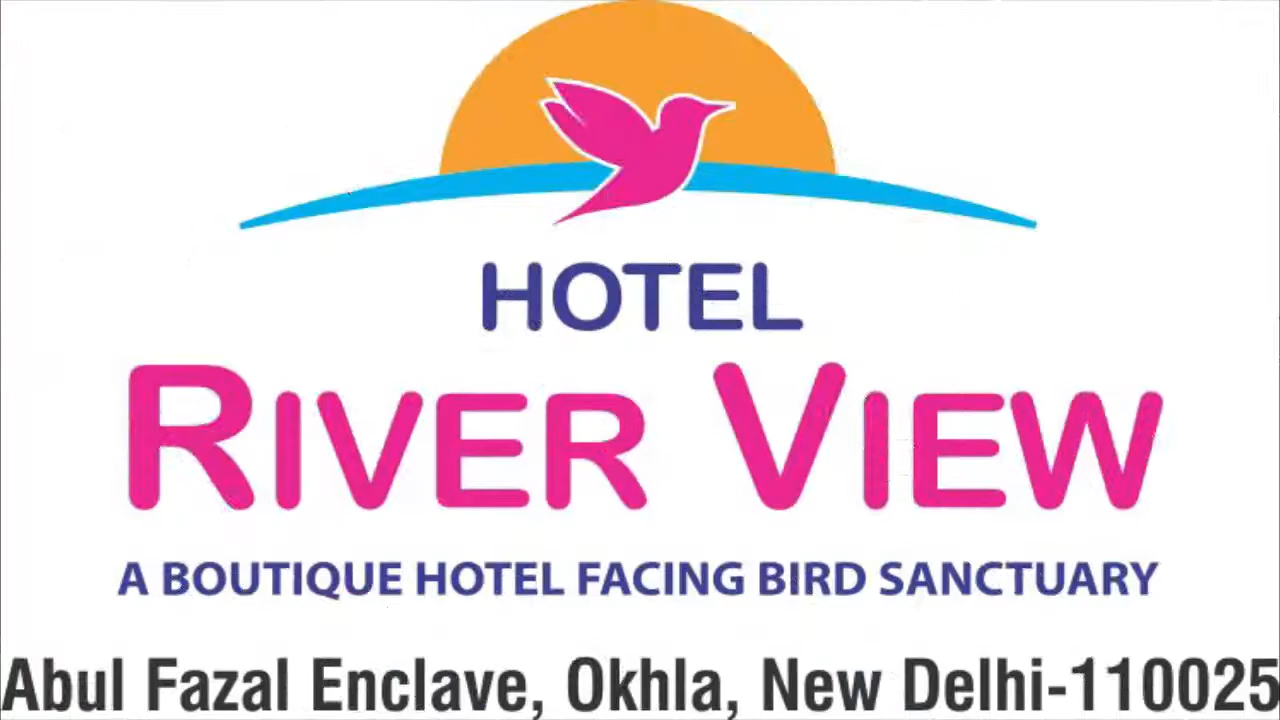 HOTEL
RIVER VIEW
A BOUTIQUE HOTEL FACING BIRD SANCTUARY
Abul Fazal Enclave, Okhla, New Delhi-110025